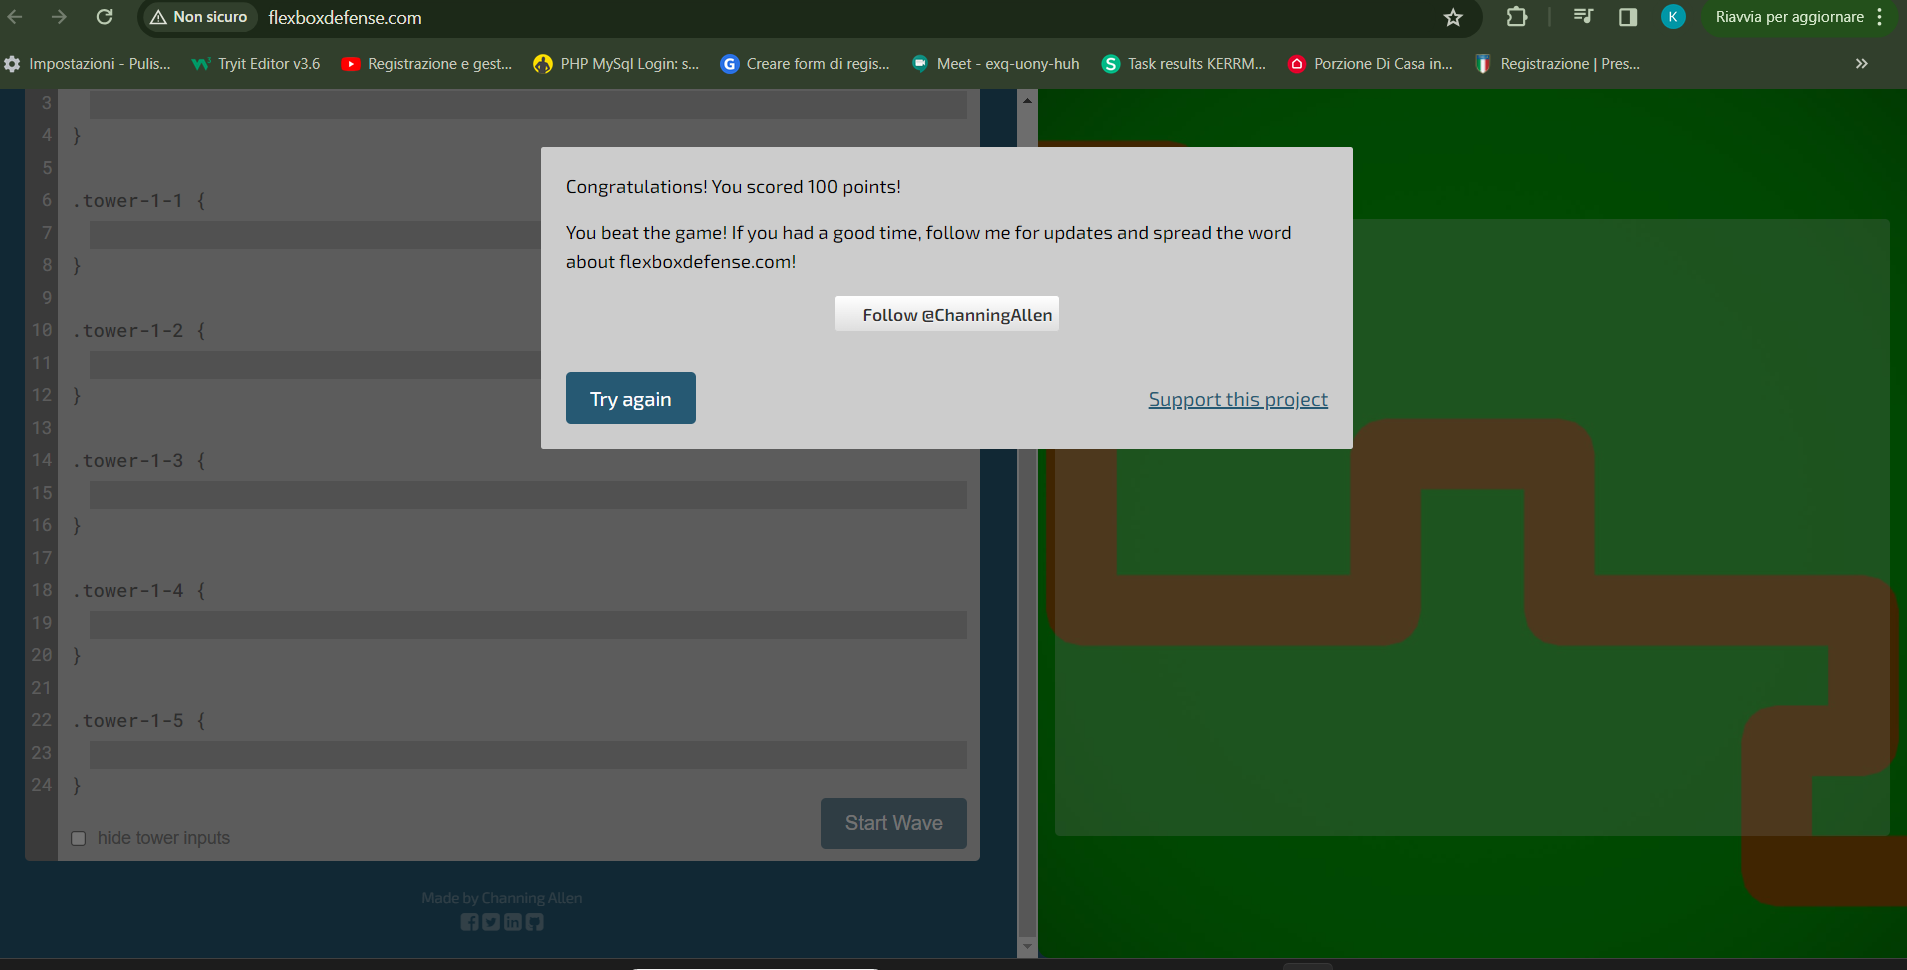 Non sicuro
flexboxdefense.com
K
Riavvia per aggiornare
Impostazioni - Pulis...
Tryit Editor v3.6
Registrazione e gest...
PHP MySql Login: s...
G
Creare form di regis...
Meet - exq-uony-huh
S
Task results KERRM...
Porzione Di Casa in...
Registrazione | Pres...
3
4 }
5
6 .tower-1-1 {
7
8 }
9
10 .tower-1-2 {
11
12 }
13
14 .tower-1-3 {
15
16 }
17
18 .tower-1-4 {
19
20 }
21
22 .tower-1-5 {
23
24 }
hide tower inputs
Start Wave
Made by Channing Allen
Congratulations! You scored 100 points!
You beat the game! If you had a good time, follow me for updates and spread the word
about flexboxdefense.com!
Follow @ChanningAllen
Try again
Support this project